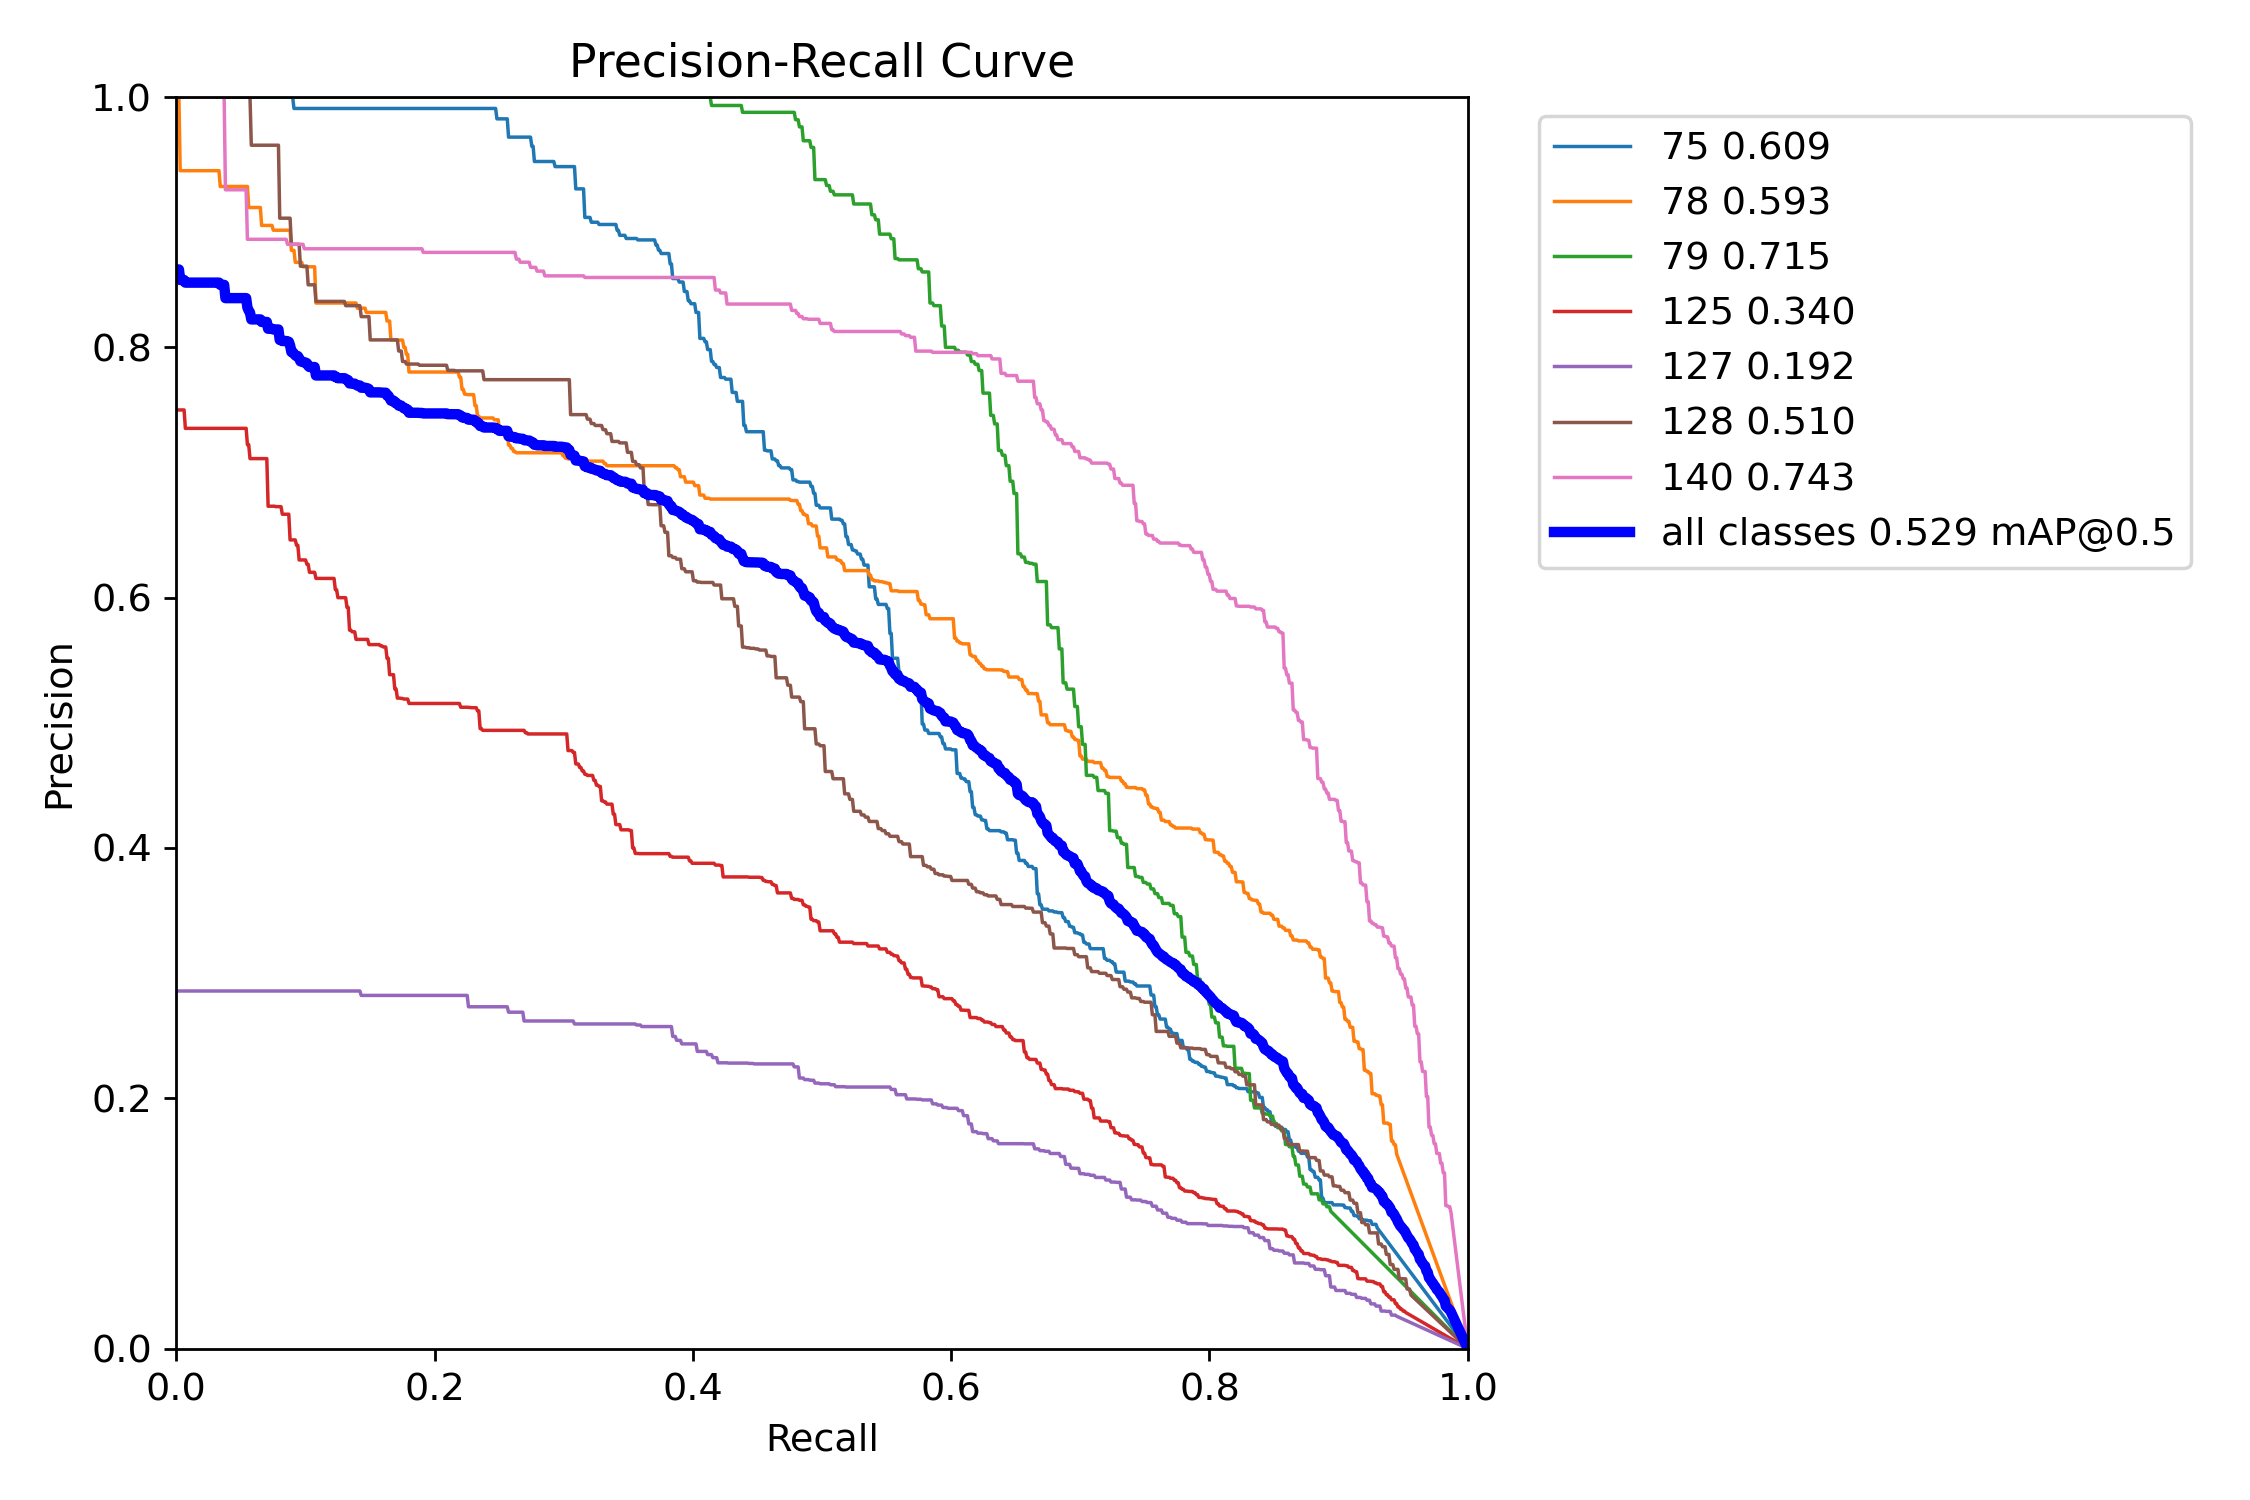 Precision-Recall Curve
1.0
0.8
0.6
0.4
0.2
0.0
Precision
0.0 0.2 0.4 0.6 0.8 1.0
Recall
75 0.609
78 0.593
79 0.715
125 0.340
127 0.192
128 0.510
140 0.743
all classes 0.529 mAP@0.5